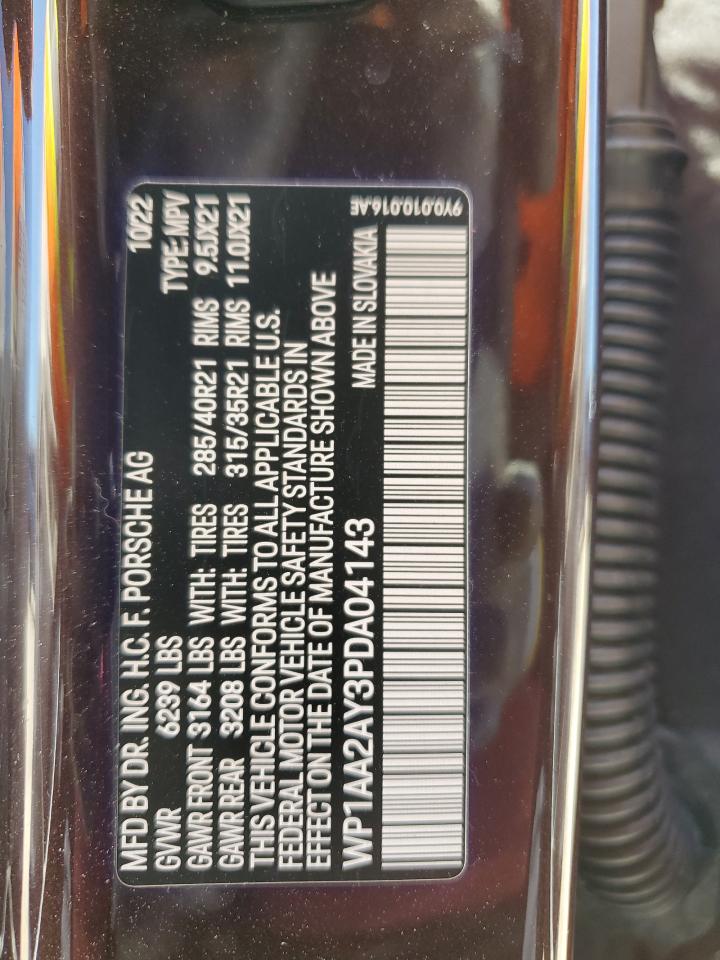 MFD BY DR. ING. H.C. F. PORSCHE AG 10/22
GVWR 6239 LBS TYPE: MPV
GAWR FRONT 3164 LBS WITH: TIRES 285/40R21 RIMS 9.5JX21
GAWR REAR 3208 LBS WITH: TIRES 315/35R21 RIMS 11.0JX21
THIS VEHICLE CONFORMS TO ALL APPLICABLE U.S.
FEDERAL MOTOR VEHICLE SAFETY STANDARDS IN
EFFECT ON THE DATE OF MANUFACTURE SHOWN ABOVE
WP1AA2AY3PDA04143 MADE IN SLOVAKIA
9Y0.010.016.AE